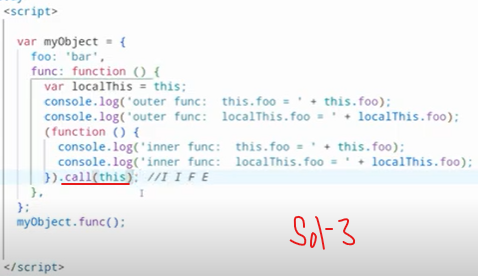 <script>
var myObject = {
foo: 'bar',
func: function () {
var localThis = this;
console.log('outer func:  this.foo = ' + this.foo);
console.log('outer func:  localThis.foo = ' + localThis.foo);
(function () {
console.log('inner func:  this.foo = ' + this.foo);
console.log('inner func:  localThis.foo = ' + localThis.foo);
}).call(this); //I I F E
},
};
myObject.func();
Sol-3
</script>